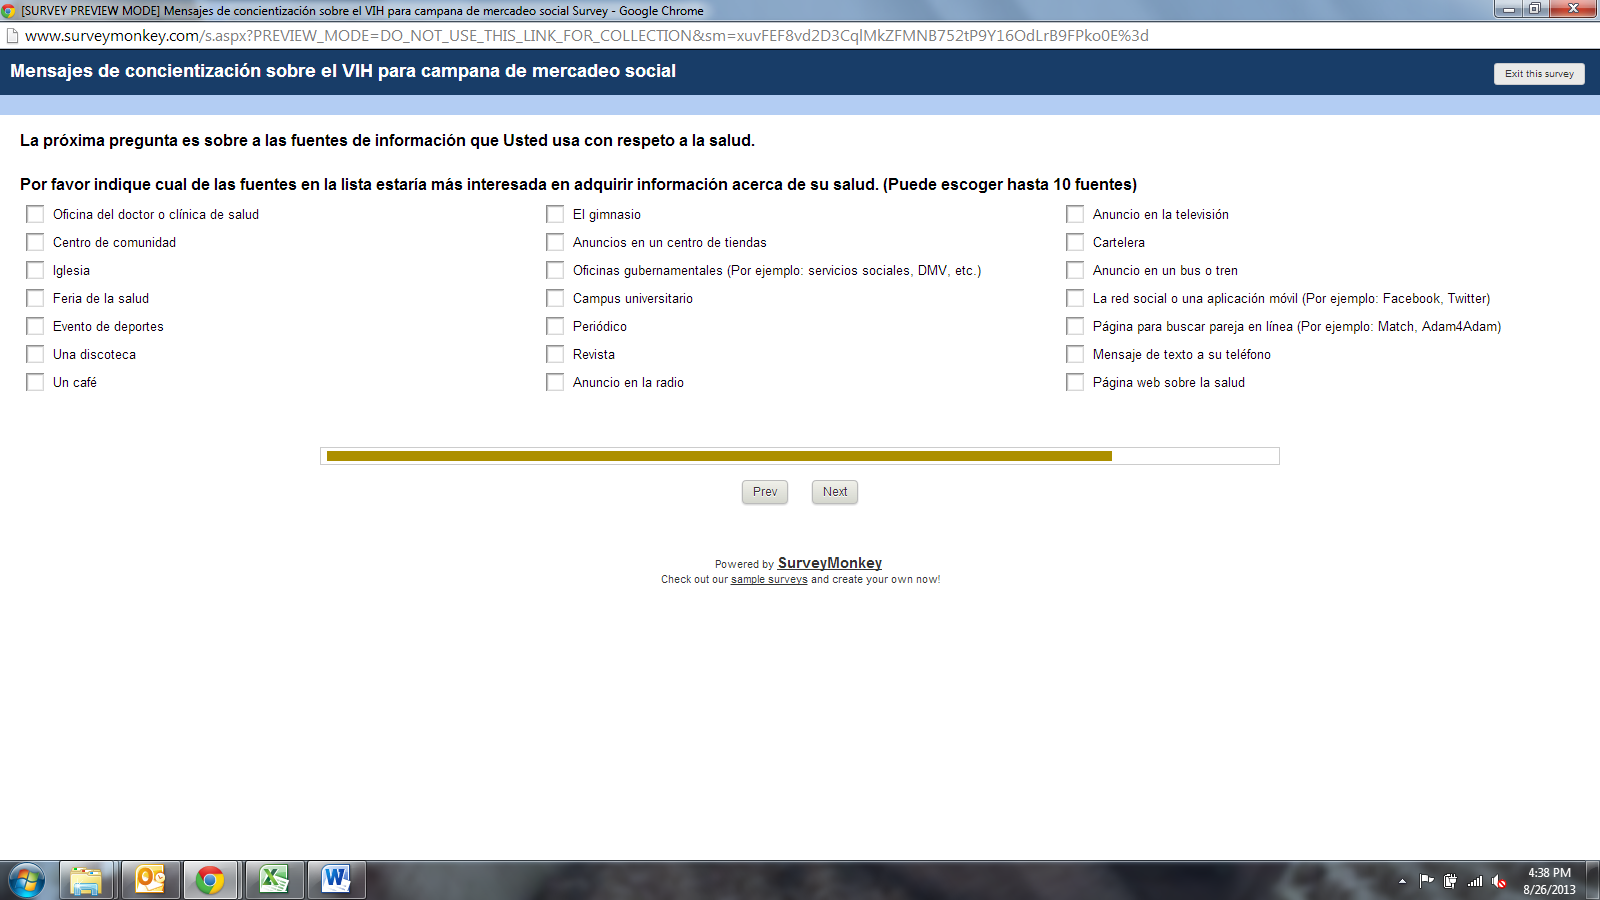 [SURVEY PREVIEW MODE] Mensajes de concientización sobre el VIH para campana de mercadeo social Survey - Google Chrome
www.surveymonkey.com/s.aspx?PREVIEW_MODE=DO_NOT_USE_THIS_LINK_FOR_COLLECTION&sm=xuvFEF8vd2D3CqlMkZFMNB752tP9Y16OdLrB9FPko0E%3d
Mensajes de concientización sobre el VIH para campana de mercadeo social
Exit this survey
La próxima pregunta es sobre a las fuentes de información que Usted usa con respeto a la salud.
Por favor indique cual de las fuentes en la lista estaría más interesada en adquirir información acerca de su salud. (Puede escoger hasta 10 fuentes)
Oficina del doctor o clínica de salud
Centro de comunidad
Iglesia
Feria de la salud
Evento de deportes
Una discoteca
Un café
El gimnasio
Anuncios en un centro de tiendas
Oficinas gubernamentales (Por ejemplo: servicios sociales, DMV, etc.)
Campus universitario
Periódico
Revista
Anuncio en la radio
Anuncio en la televisión
Cartelera
Anuncio en un bus o tren
La red social o una aplicación móvil (Por ejemplo: Facebook, Twitter)
Página para buscar pareja en línea (Por ejemplo: Match, Adam4Adam)
Mensaje de texto a su teléfono
Página web sobre la salud
Prev
Next
Powered by SurveyMonkey
Check out our sample surveys and create your own now!
4:38 PM
8/26/2013